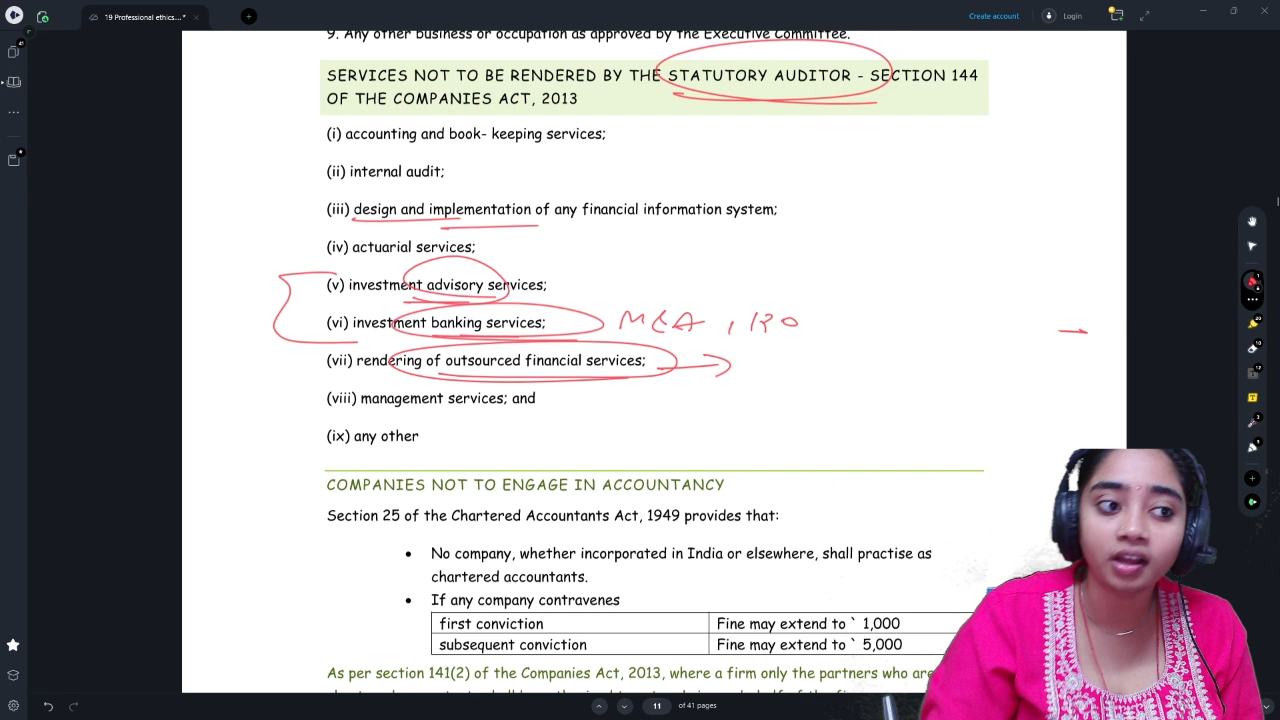 19 Professional ethics....*
Create account
Login
9. Any other business or occupation as approved by the Executive Committee.
SERVICES NOT TO BE RENDERED BY THE STATUTORY AUDITOR - SECTION 144
OF THE COMPANIES ACT, 2013
(i) accounting and book- keeping services;
(ii) internal audit;
(iii) design and implementation of any financial information system;
(iv) actuarial services;
(v) investment advisory services;
(vi) investment banking services; M&A, IPO
(vii) rendering of outsourced financial services;
(viii) management services; and
(ix) any other
COMPANIES NOT TO ENGAGE IN ACCOUNTANCY
Section 25 of the Chartered Accountants Act, 1949 provides that:
• No company, whether incorporated in India or elsewhere, shall practise as
chartered accountants.
• If any company contravenes
first conviction Fine may extend to ` 1,000
subsequent conviction Fine may extend to ` 5,000
As per section 141(2) of the Companies Act, 2013, where a firm only the partners who are
11 of 41 pages